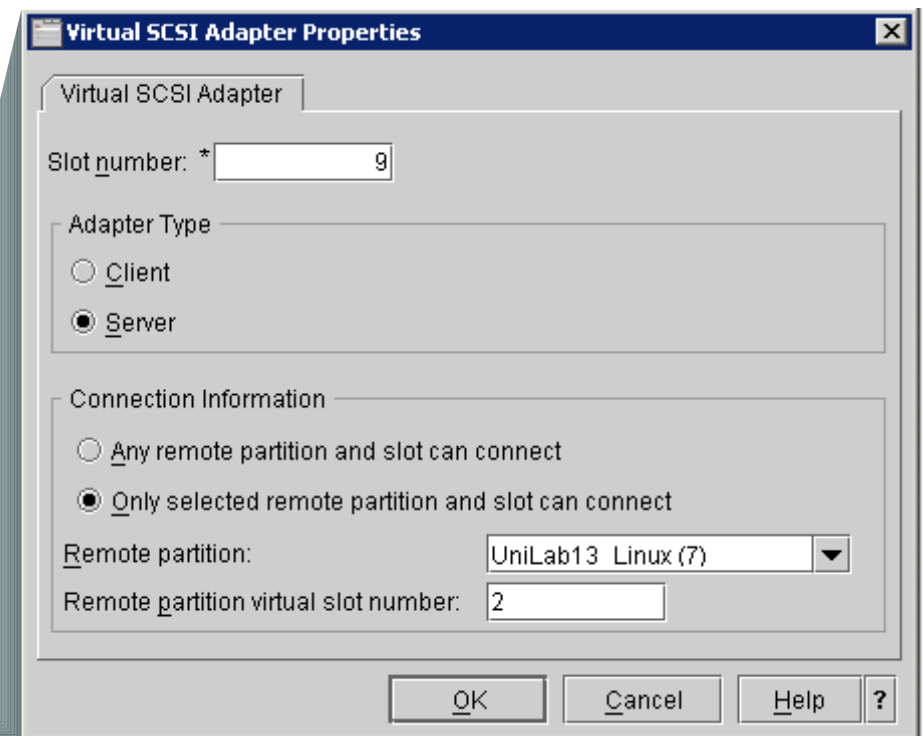 Virtual SCSI Adapter Properties
Virtual SCSI Adapter
Slot number: * 9
Adapter Type
Client
Server
Connection Information
Any remote partition and slot can connect
Only selected remote partition and slot can connect
Remote partition: UniLab13 Linux (7)
Remote partition virtual slot number: 2
OK Cancel Help ?